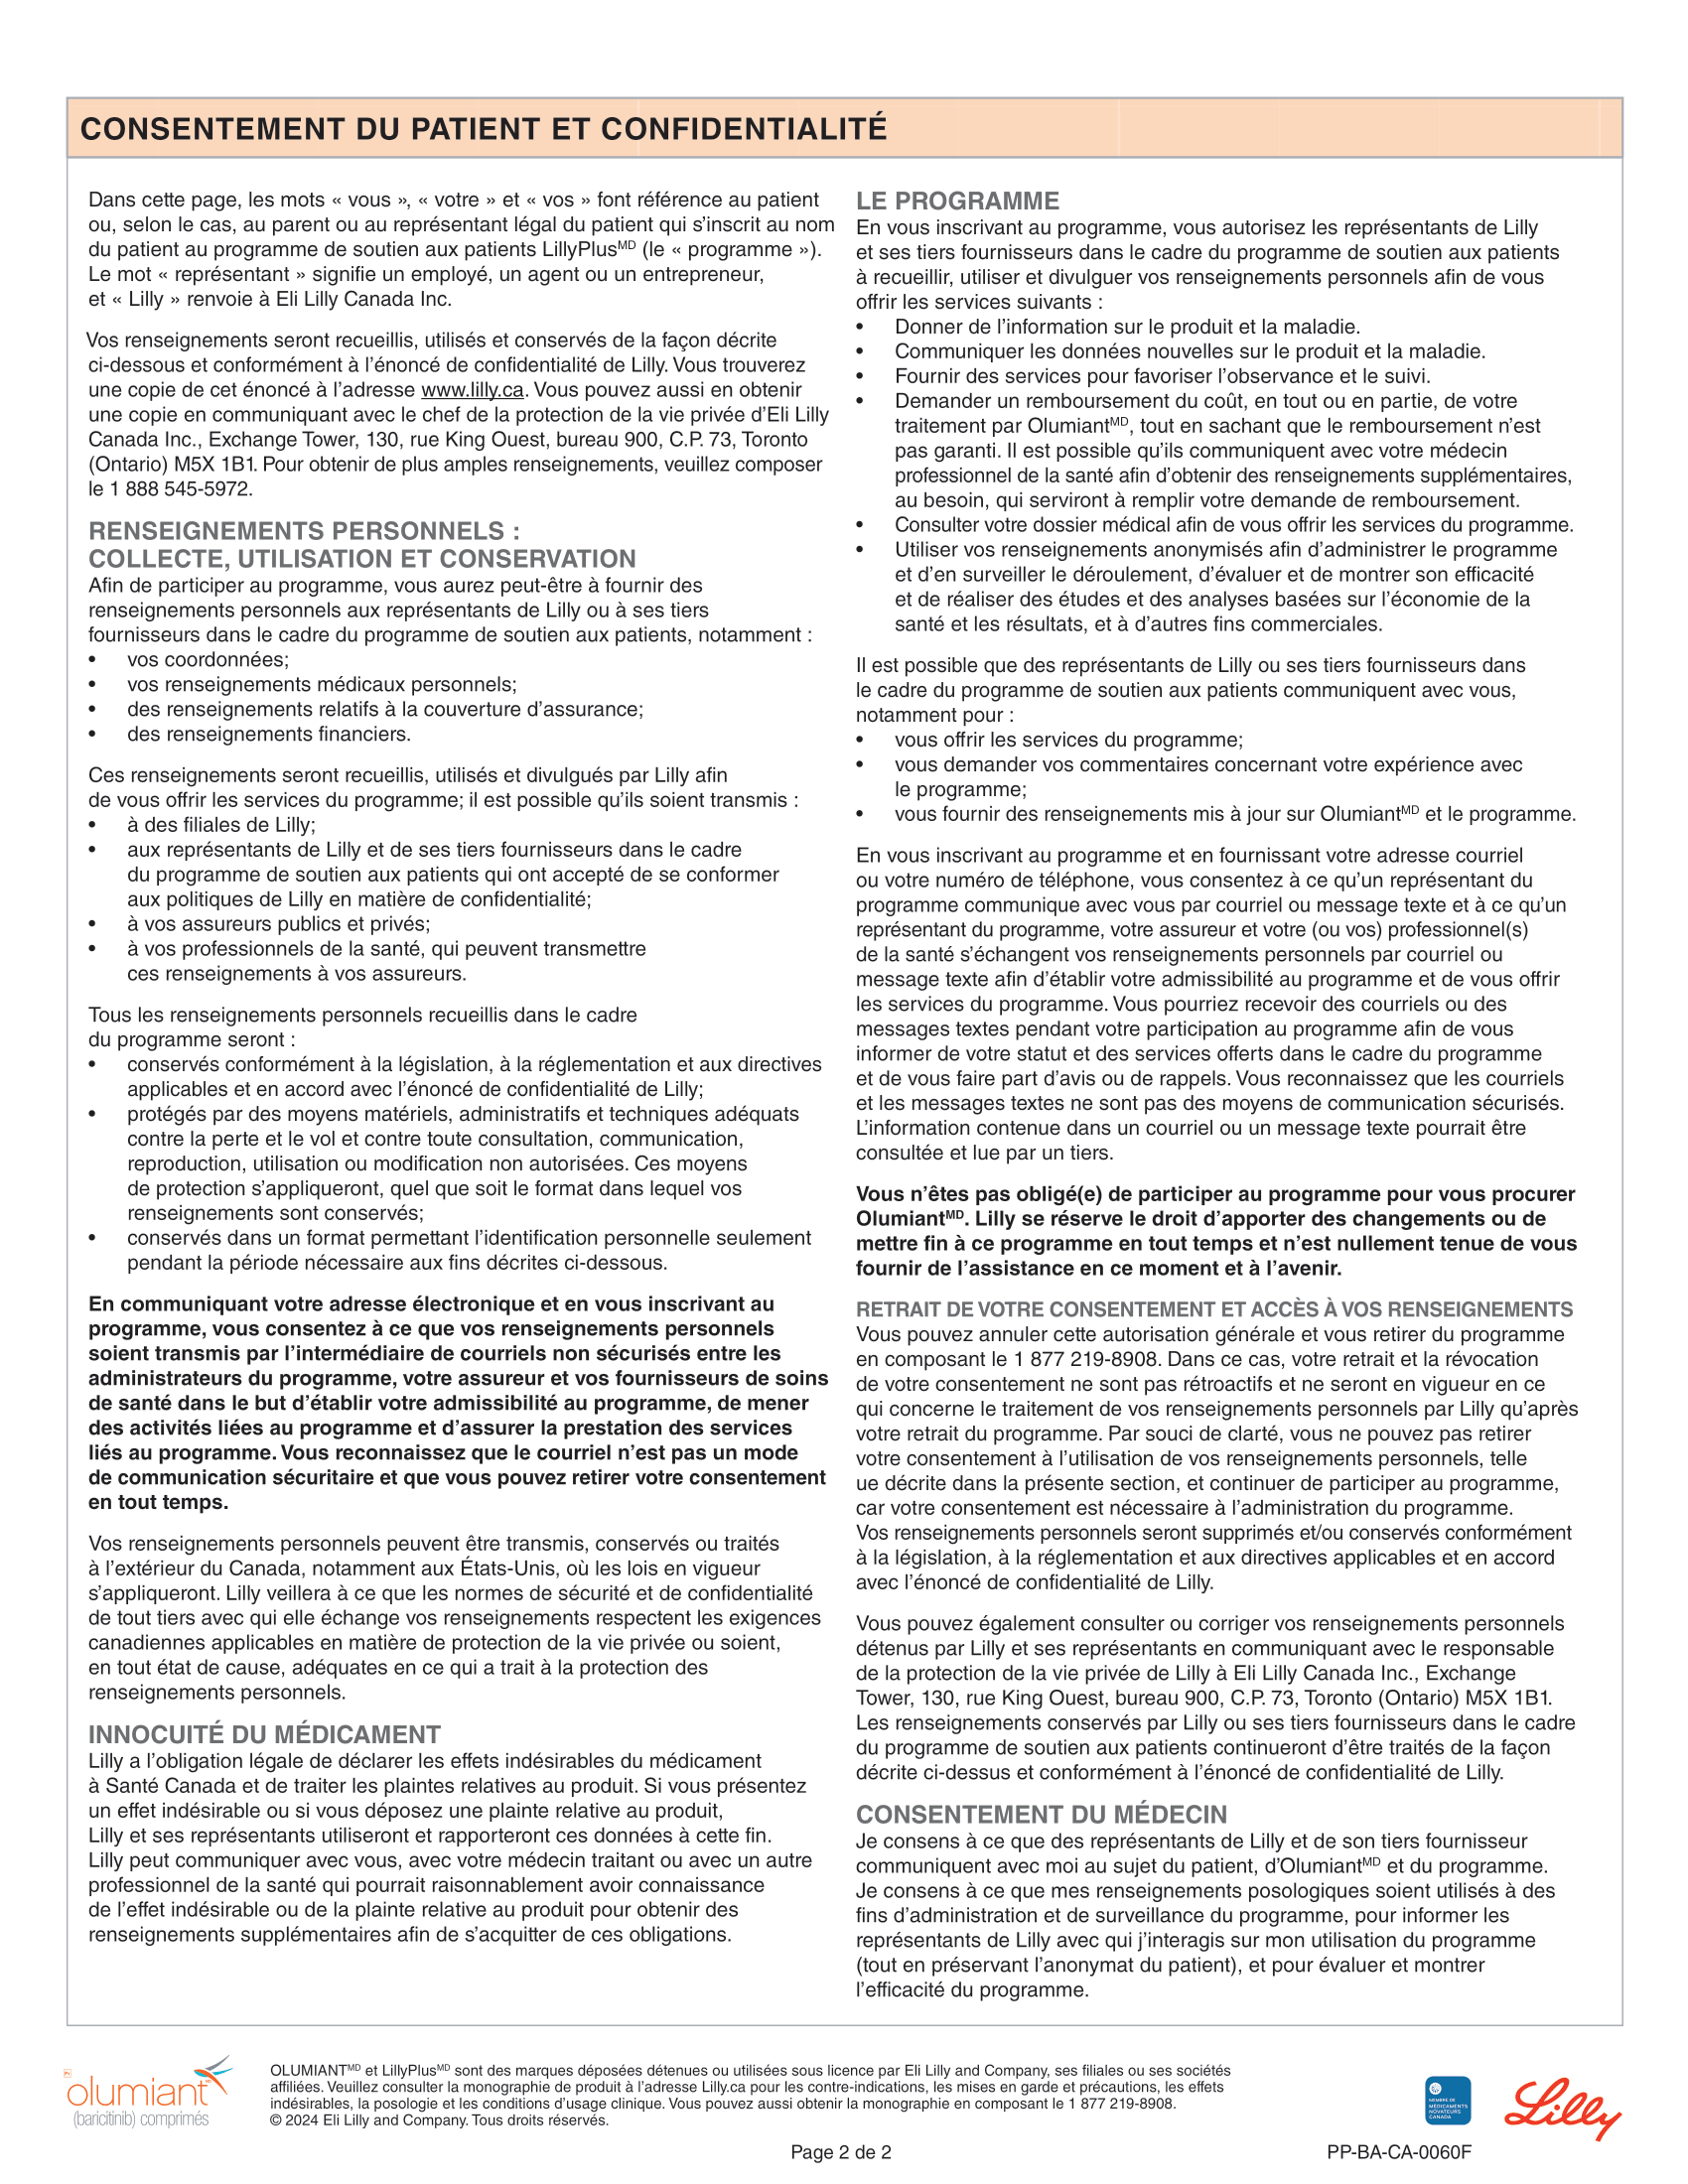 CONSENTEMENT DU PATIENT ET CONFIDENTIALITÉ
Dans cette page, les mots « vous », « votre » et « vos » font référence au patient
ou, selon le cas, au parent ou au représentant légal du patient qui s’inscrit au nom
du patient au programme de soutien aux patients LillyPlusMD (le « programme »).
Le mot « représentant » signifie un employé, un agent ou un entrepreneur,
et « Lilly » renvoie à Eli Lilly Canada Inc.
Vos renseignements seront recueillis, utilisés et conservés de la façon décrite
ci-dessous et conformément à l’énoncé de confidentialité de Lilly. Vous trouverez
une copie de cet énoncé à l’adresse www.lilly.ca. Vous pouvez aussi en obtenir
une copie en communiquant avec le chef de la protection de la vie privée d’Eli Lilly
Canada Inc., Exchange Tower, 130, rue King Ouest, bureau 900, C.P. 73, Toronto
(Ontario) M5X 1B1. Pour obtenir de plus amples renseignements, veuillez composer
le 1 888 545-5972.
RENSEIGNEMENTS PERSONNELS :
COLLECTE, UTILISATION ET CONSERVATION
Afin de participer au programme, vous aurez peut-être à fournir des
renseignements personnels aux représentants de Lilly ou à ses tiers
fournisseurs dans le cadre du programme de soutien aux patients, notamment :
• vos coordonnées;
• vos renseignements médicaux personnels;
• des renseignements relatifs à la couverture d’assurance;
• des renseignements financiers.
Ces renseignements seront recueillis, utilisés et divulgués par Lilly afin
de vous offrir les services du programme; il est possible qu’ils soient transmis :
• à des filiales de Lilly;
• aux représentants de Lilly et de ses tiers fournisseurs dans le cadre
du programme de soutien aux patients qui ont accepté de se conformer
aux politiques de Lilly en matière de confidentialité;
• à vos assureurs publics et privés;
• à vos professionnels de la santé, qui peuvent transmettre
ces renseignements à vos assureurs.
Tous les renseignements personnels recueillis dans le cadre
du programme seront :
• conservés conformément à la législation, à la réglementation et aux directives
applicables et en accord avec l’énoncé de confidentialité de Lilly;
• protégés par des moyens matériels, administratifs et techniques adéquats
contre la perte et le vol et contre toute consultation, communication,
reproduction, utilisation ou modification non autorisées. Ces moyens
de protection s’appliqueront, quel que soit le format dans lequel vos
renseignements sont conservés;
• conservés dans un format permettant l’identification personnelle seulement
pendant la période nécessaire aux fins décrites ci-dessous.
En communiquant votre adresse électronique et en vous inscrivant au
programme, vous consentez à ce que vos renseignements personnels
soient transmis par l’intermédiaire de courriels non sécurisés entre les
administrateurs du programme, votre assureur et vos fournisseurs de soins
de santé dans le but d’établir votre admissibilité au programme, de mener
des activités liées au programme et d’assurer la prestation des services
liés au programme. Vous reconnaissez que le courriel n’est pas un mode
de communication sécuritaire et que vous pouvez retirer votre consentement
en tout temps.
Vos renseignements personnels peuvent être transmis, conservés ou traités
à l’extérieur du Canada, notamment aux États-Unis, où les lois en vigueur
s’appliqueront. Lilly veillera à ce que les normes de sécurité et de confidentialité
de tout tiers avec qui elle échange vos renseignements respectent les exigences
canadiennes applicables en matière de protection de la vie privée ou soient,
en tout état de cause, adéquates en ce qui a trait à la protection des
renseignements personnels.
INNOCUITÉ DU MÉDICAMENT
Lilly a l’obligation légale de déclarer les effets indésirables du médicament
à Santé Canada et de traiter les plaintes relatives au produit. Si vous présentez
un effet indésirable ou si vous déposez une plainte relative au produit,
Lilly et ses représentants utiliseront et rapporteront ces données à cette fin.
Lilly peut communiquer avec vous, avec votre médecin traitant ou avec un autre
professionnel de la santé qui pourrait raisonnablement avoir connaissance
de l’effet indésirable ou de la plainte relative au produit pour obtenir des
renseignements supplémentaires afin de s’acquitter de ces obligations.
LE PROGRAMME
En vous inscrivant au programme, vous autorisez les représentants de Lilly
et ses tiers fournisseurs dans le cadre du programme de soutien aux patients
à recueillir, utiliser et divulguer vos renseignements personnels afin de vous
offrir les services suivants :
• Donner de l’information sur le produit et la maladie.
• Communiquer les données nouvelles sur le produit et la maladie.
• Fournir des services pour favoriser l’observance et le suivi.
• Demander un remboursement du coût, en tout ou en partie, de votre
traitement par OlumiantMD, tout en sachant que le remboursement n’est
pas garanti. Il est possible qu’ils communiquent avec votre médecin
professionnel de la santé afin d’obtenir des renseignements supplémentaires,
au besoin, qui serviront à remplir votre demande de remboursement.
• Consulter votre dossier médical afin de vous offrir les services du programme.
• Utiliser vos renseignements anonymisés afin d’administrer le programme
et d’en surveiller le déroulement, d’évaluer et de montrer son efficacité
et de réaliser des études et des analyses basées sur l’économie de la
santé et les résultats, et à d’autres fins commerciales.
Il est possible que des représentants de Lilly ou ses tiers fournisseurs dans
le cadre du programme de soutien aux patients communiquent avec vous,
notamment pour :
• vous offrir les services du programme;
• vous demander vos commentaires concernant votre expérience avec
le programme;
• vous fournir des renseignements mis à jour sur OlumiantMD et le programme.
En vous inscrivant au programme et en fournissant votre adresse courriel
ou votre numéro de téléphone, vous consentez à ce qu’un représentant du
programme communique avec vous par courriel ou message texte et à ce qu’un
représentant du programme, votre assureur et votre (ou vos) professionnel(s)
de la santé s’échangent vos renseignements personnels par courriel ou
message texte afin d’établir votre admissibilité au programme et de vous offrir
les services du programme. Vous pourriez recevoir des courriels ou des
messages textes pendant votre participation au programme afin de vous
informer de votre statut et des services offerts dans le cadre du programme
et de vous faire part d’avis ou de rappels. Vous reconnaissez que les courriels
et les messages textes ne sont pas des moyens de communication sécurisés.
L’information contenue dans un courriel ou un message texte pourrait être
consultée et lue par un tiers.
Vous n’êtes pas obligé(e) de participer au programme pour vous procurer
OlumiantMD. Lilly se réserve le droit d’apporter des changements ou de
mettre fin à ce programme en tout temps et n’est nullement tenue de vous
fournir de l’assistance en ce moment et à l’avenir.
RETRAIT DE VOTRE CONSENTEMENT ET ACCÈS À VOS RENSEIGNEMENTS
Vous pouvez annuler cette autorisation générale et vous retirer du programme
en composant le 1 877 219-8908. Dans ce cas, votre retrait et la révocation
de votre consentement ne sont pas rétroactifs et ne seront en vigueur en ce
qui concerne le traitement de vos renseignements personnels par Lilly qu’après
votre retrait du programme. Par souci de clarté, vous ne pouvez pas retirer
votre consentement à l’utilisation de vos renseignements personnels, telle
ue décrite dans la présente section, et continuer de participer au programme,
car votre consentement est nécessaire à l’administration du programme.
Vos renseignements personnels seront supprimés et/ou conservés conformément
à la législation, à la réglementation et aux directives applicables et en accord
avec l’énoncé de confidentialité de Lilly.
Vous pouvez également consulter ou corriger vos renseignements personnels
détenus par Lilly et ses représentants en communiquant avec le responsable
de la protection de la vie privée de Lilly à Eli Lilly Canada Inc., Exchange
Tower, 130, rue King Ouest, bureau 900, C.P. 73, Toronto (Ontario) M5X 1B1.
Les renseignements conservés par Lilly ou ses tiers fournisseurs dans le cadre
du programme de soutien aux patients continueront d’être traités de la façon
décrite ci-dessus et conformément à l’énoncé de confidentialité de Lilly.
CONSENTEMENT DU MÉDECIN
Je consens à ce que des représentants de Lilly et de son tiers fournisseur
communiquent avec moi au sujet du patient, d’OlumiantMD et du programme.
Je consens à ce que mes renseignements posologiques soient utilisés à des
fins d’administration et de surveillance du programme, pour informer les
représentants de Lilly avec qui j’interagis sur mon utilisation du programme
(tout en préservant l’anonymat du patient), et pour évaluer et montrer
l’efficacité du programme.
olumiant
(baricitinib) comprimés
OLUMIANTMD et LillyPlusMD sont des marques déposées détenues ou utilisées sous licence par Eli Lilly and Company, ses filiales ou ses sociétés
affiliées. Veuillez consulter la monographie de produit à l’adresse Lilly.ca pour les contre-indications, les mises en garde et précautions, les effets
indésirables, la posologie et les conditions d’usage clinique. Vous pouvez aussi obtenir la monographie en composant le 1 877 219-8908.
© 2024 Eli Lilly and Company. Tous droits réservés.
MEMBRE DE
MÉDICAMENTS
NOVATEURS
CANADA
Lilly
Page 2 de 2
PP-BA-CA-0060F